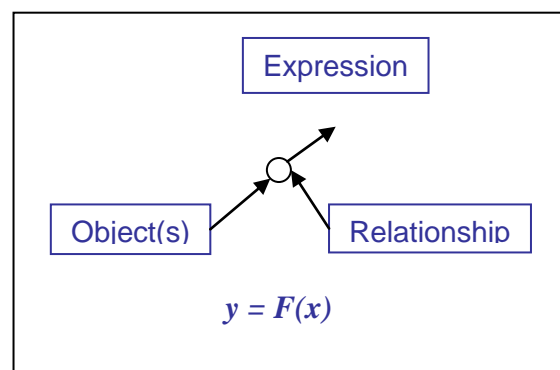 Expression
Object(s) Relationship
y = F(x)